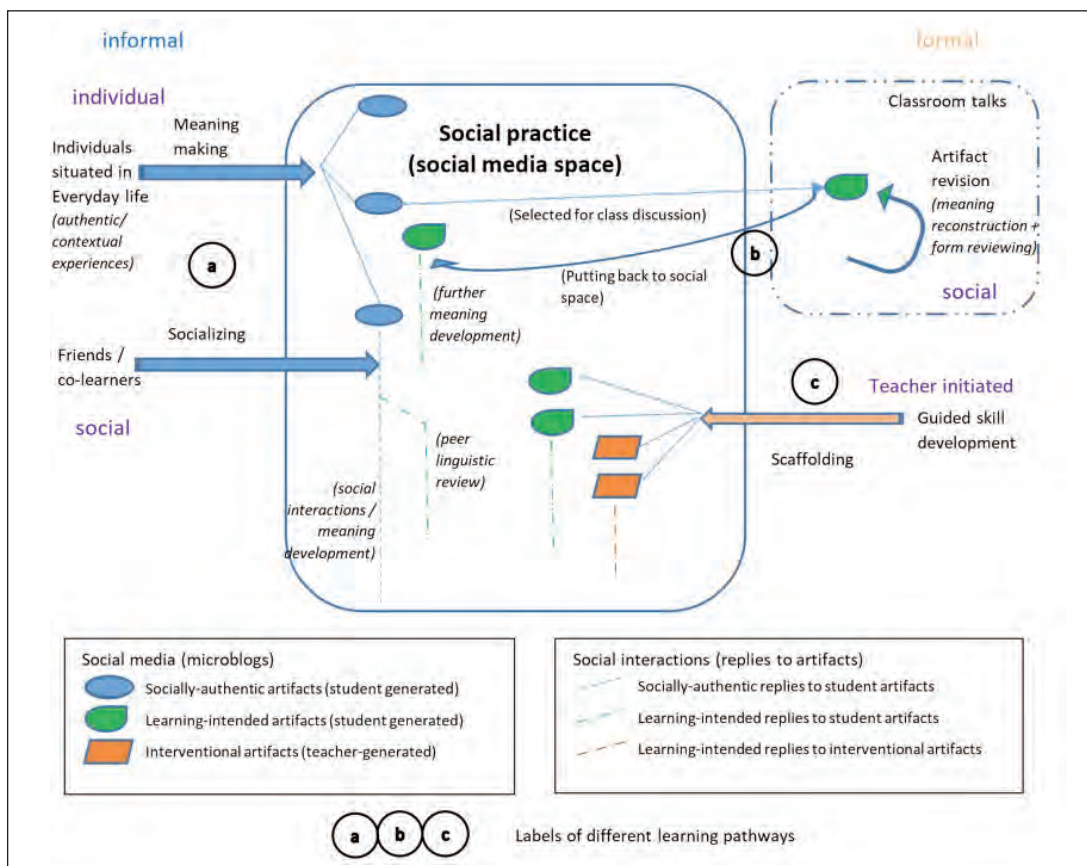 informal
formal
individual
Meaning
making
Individuals
situated in
Everyday life
(authentic/
contextual
experiences)
a
Socializing
Friends /
co-learners
social
Social practice
(social media space)
(Selected for class discussion)
(Putting back to social
space)
(further
meaning
development)
(peer
linguistic
review)
(social
interactions /
meaning
development)
b
Classroom talks
Artifact
revision
(meaning
reconstruction +
form reviewing)
social
c
Teacher initiated
Guided skill
development
Scaffolding
Social media (microblogs)
Socially-authentic artifacts (student generated)
Learning-intended artifacts (student generated)
Interventional artifacts (teacher-generated)
Social interactions (replies to artifacts)
Socially-authentic replies to student artifacts
Learning-intended replies to student artifacts
Learning-intended replies to interventional artifacts
a b c Labels of different learning pathways